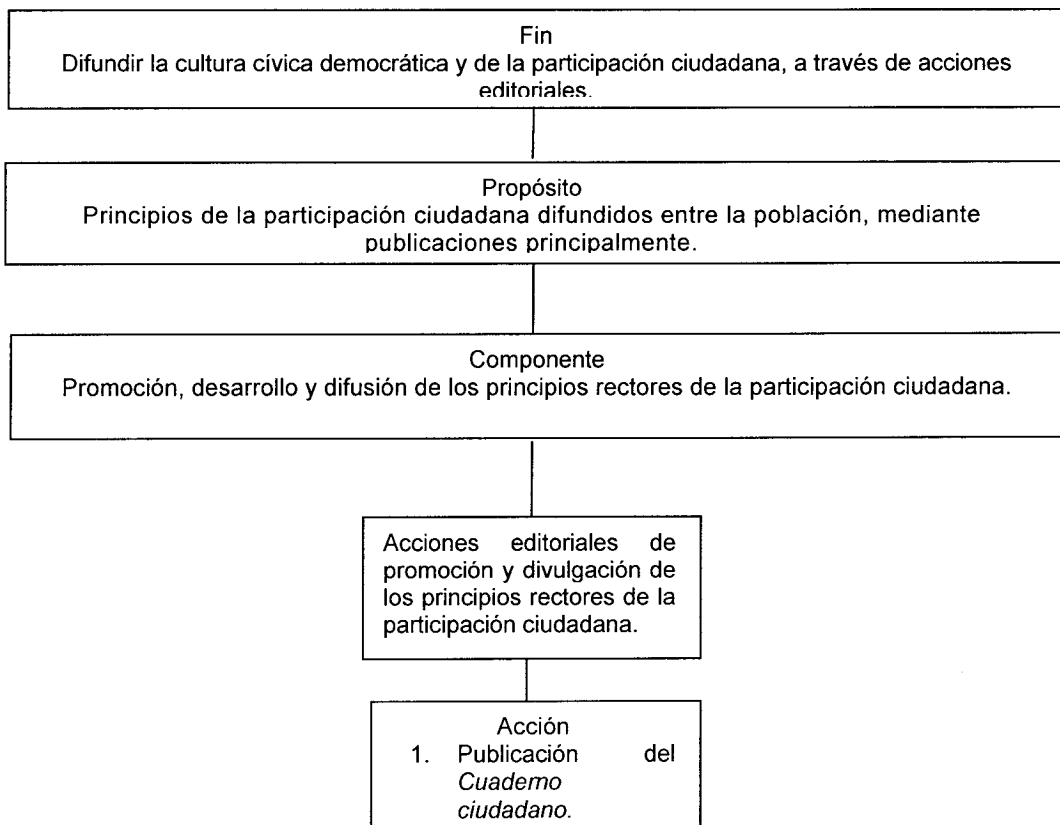 Fin
Difundir la cultura cívica democrática y de la participación ciudadana, a través de acciones
editoriales.
Propósito
Principios de la participación ciudadana difundidos entre la población, mediante
publicaciones principalmente.
Componente
Promoción, desarrollo y difusión de los principios rectores de la participación ciudadana.
Acciones editoriales de
promoción y divulgación de
los principios rectores de la
participación ciudadana.
Acción
1. Publicación del
Cuaderno
ciudadano.